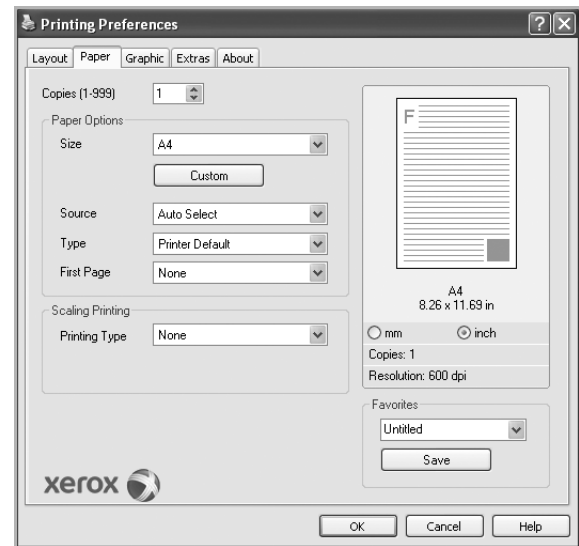 Printing Preferences
Layout Paper Graphic Extras About
Copies (1-999) 1
Paper Options
Size A4
Custom
Source Auto Select
Type Printer Default
First Page None
Scaling Printing
Printing Type None
F
A4
8.26 x 11.69 in
mm inch
Copies: 1
Resolution: 600 dpi
Favorites
Untitled
Save
xerox
OK Cancel Help